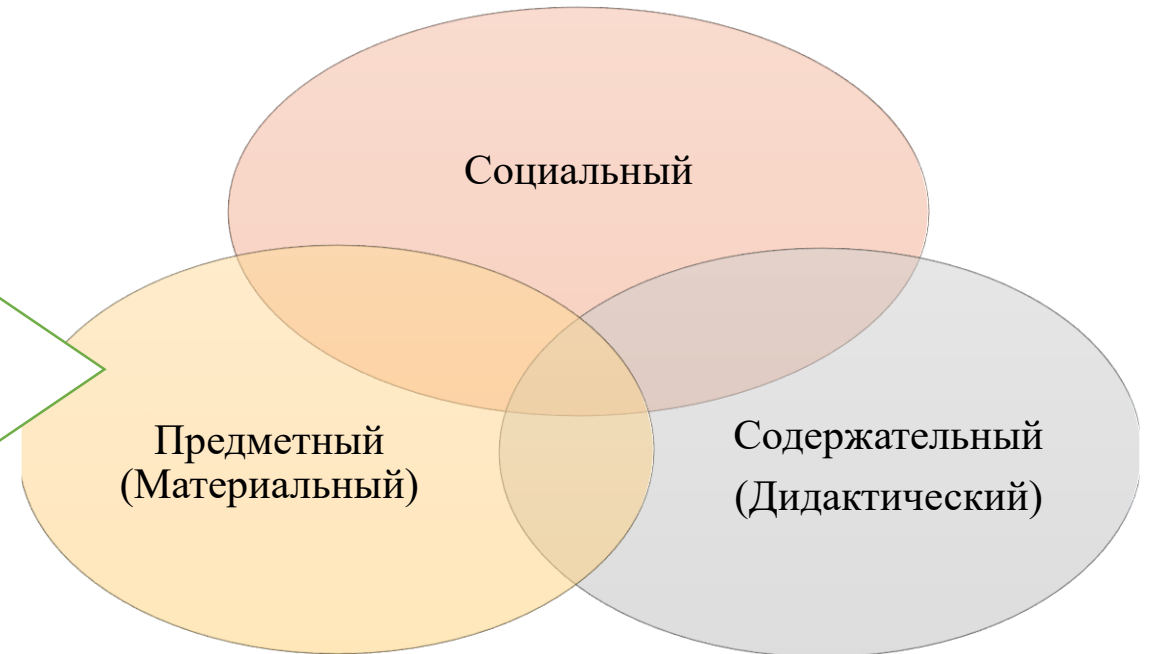 Социальный
Предметный
(Материальный)
Содержательный
(Дидактический)